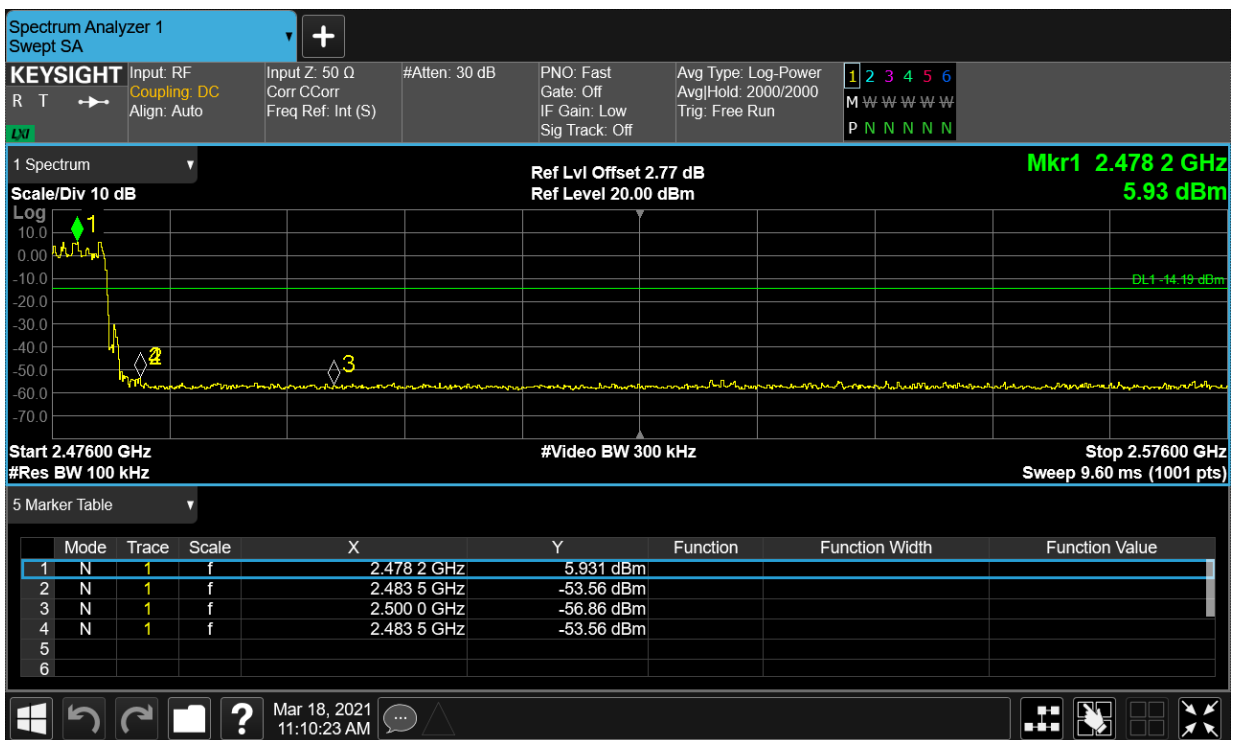 Spectrum Analyzer 1
Swept SA
+
KEYSIGHT
R T
LXI
Input: RF
Coupling: DC
Align: Auto
Input Z: 50 Ω
Corr CCorr
Freq Ref: Int (S)
#Atten: 30 dB
PNO: Fast
Gate: Off
IF Gain: Low
Sig Track: Off
Avg Type: Log-Power
Avg|Hold: 2000/2000
Trig: Free Run
1 2 3 4 5 6
M W W W W W
P N N N N N
1 Spectrum
Scale/Div 10 dB
Ref Lvl Offset 2.77 dB
Ref Level 20.00 dBm
Mkr1 2.478 2 GHz
5.93 dBm
Log
10.0
0.00
-10.0
-20.0
-30.0
-40.0
-50.0
-60.0
-70.0
1
2
3
DL1 -14.19 dBm
Start 2.47600 GHz
#Res BW 100 kHz
#Video BW 300 kHz
Stop 2.57600 GHz
Sweep 9.60 ms (1001 pts)
5 Marker Table
Mode Trace Scale X Y Function Function Width Function Value
1 N 1 f 2.478 2 GHz 5.931 dBm
2 N 1 f 2.483 5 GHz -53.56 dBm
3 N 1 f 2.500 0 GHz -56.86 dBm
4 N 1 f 2.483 5 GHz -53.56 dBm
5
6
?
Mar 18, 2021
11:10:23 AM